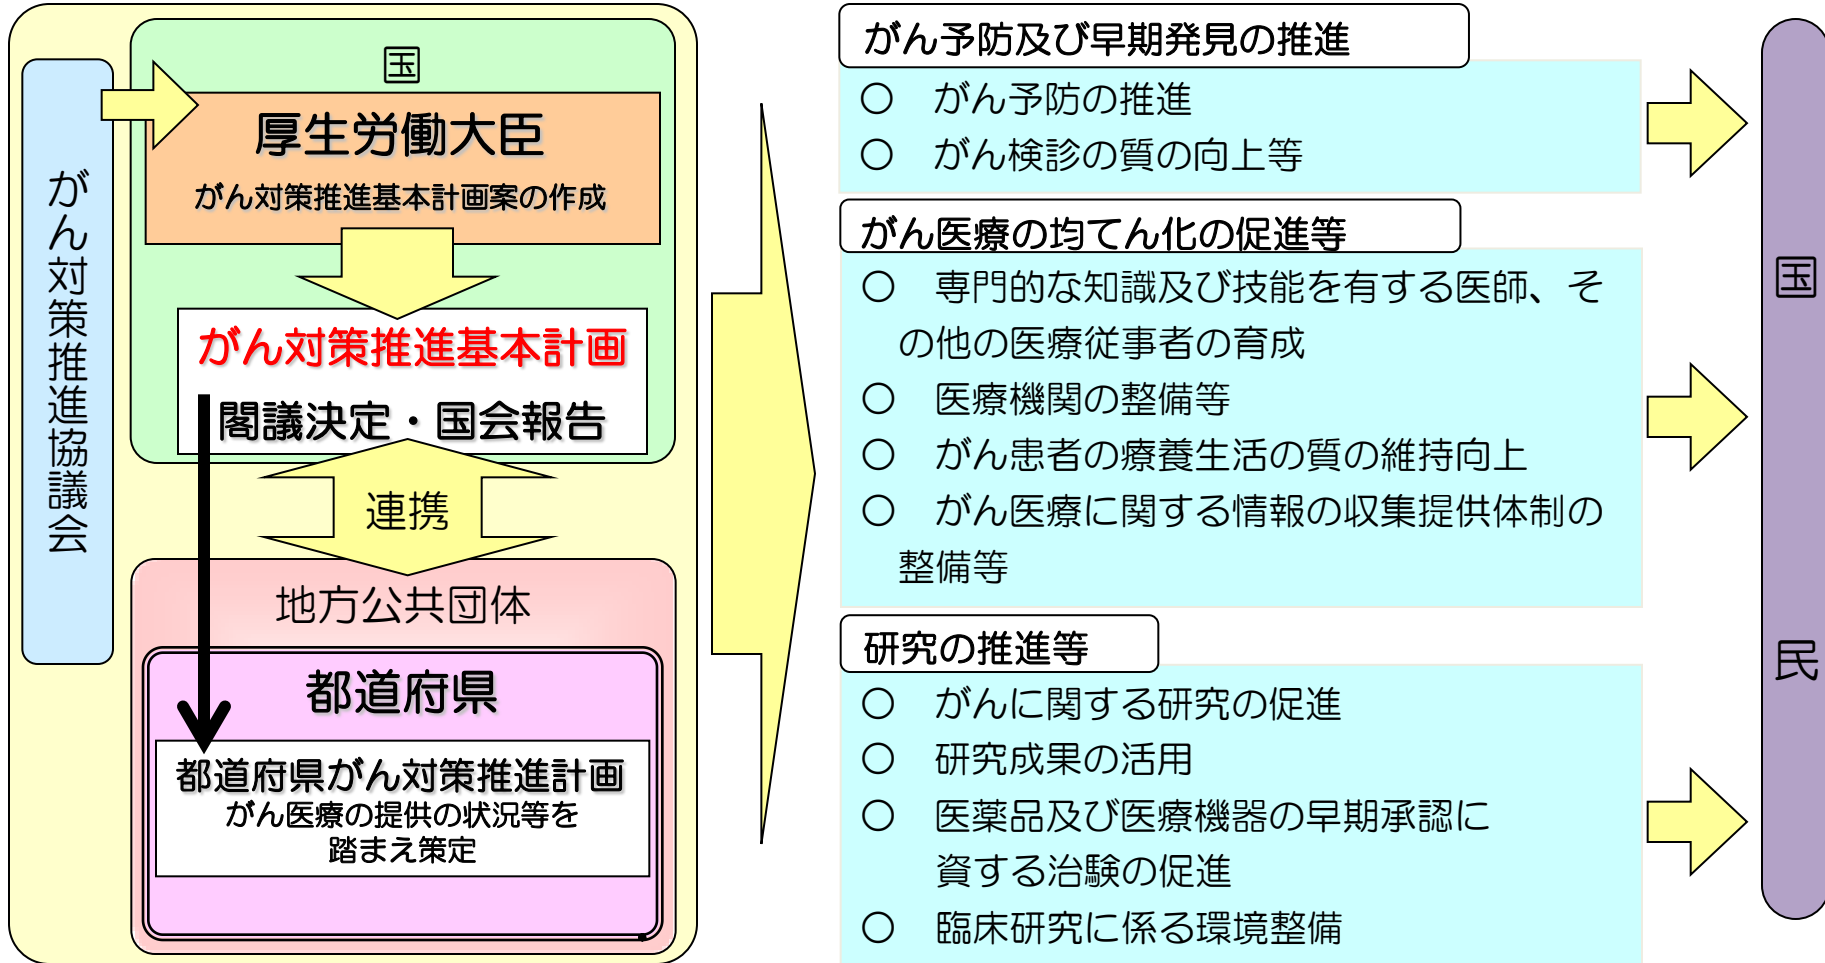 がん対策推進協議会
国
厚生労働大臣
がん対策推進基本計画案の作成
がん対策推進基本計画
閣議決定・国会報告
連携
地方公共団体
都道府県
都道府県がん対策推進計画
がん医療の提供の状況等を
踏まえ策定
がん予防及び早期発見の推進
○　がん予防の推進
○　がん検診の質の向上等
がん医療の均てん化の促進等
○　専門的な知識及び技能を有する医師、そ
の他の医療従事者の育成
○　医療機関の整備等
○　がん患者の療養生活の質の維持向上
○　がん医療に関する情報の収集提供体制の
整備等
研究の推進等
○　がんに関する研究の促進
○　研究成果の活用
○　医薬品及び医療機器の早期承認に
資する治験の促進
○　臨床研究に係る環境整備
国民